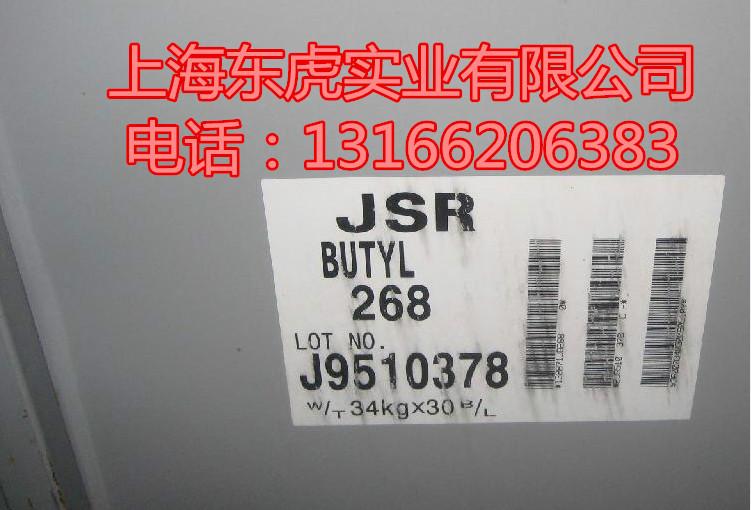 上海东虎实业有限公司
电话：13166206383
JSR
BUTYL
268
LOT NO.
J9510378
W/T 34kg×30 B/L